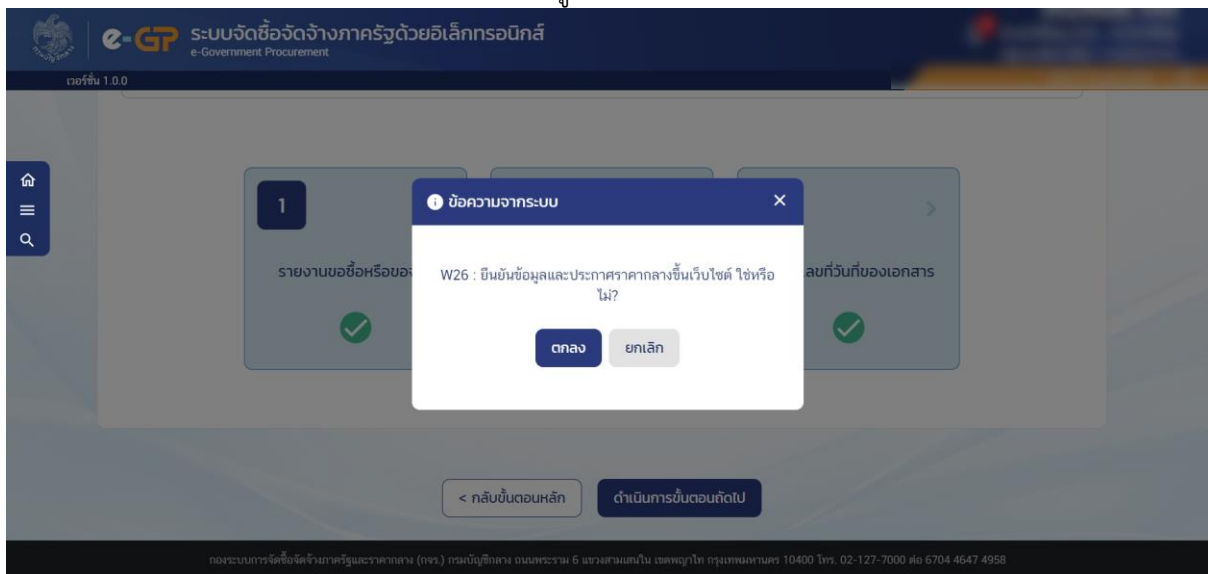 e-GP ระบบจัดซื้อจัดจ้างภาครัฐด้วยอิเล็กทรอนิกส์
e-Government Procurement
เวอร์ชั่น 1.0.0
1
ข้อความจากระบบ
รายงานขอซื้อหรือขอ
W26 : ยืนยันข้อมูลและประกาศราคากลางขึ้นเว็บไซต์ ใช่หรือ
ไม่?
ลขที่วันที่ของเอกสาร
ตกลง ยกเลิก
< กลับขั้นตอนหลัก ดำเนินการขั้นตอนถัดไป
กองระบบการจัดซื้อจัดจ้างภาครัฐและราคากลาง (กจร.) กรมบัญชีกลาง ถนนพระราม 6 แขวงสามเสนใน เขตพญาไท กรุงเทพมหานคร 10400 โทร. 02-127-7000 ต่อ 6704 4647 4958